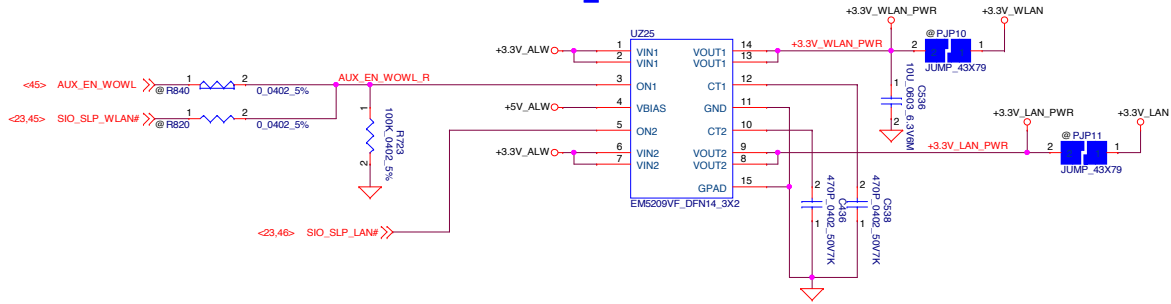 +3.3V_WLAN_PWR
+3.3V_WLAN
UZ25
@ PJP10
+3.3V_ALW
1 VIN1 VOUT1 14
+3.3V_WLAN_PWR
2 1
2 VIN1 VOUT1 13
JUMP_43X79
<45> AUX_EN_WOWL
1 2
AUX_EN_WOWL_R
3 ON1 CT1 12
@ R840 0_0402_5%
+5V_ALW
4 VBIAS GND 11
1
2
C536
10U_0603_6.3V6M
<23,45> SIO_SLP_WLAN#
1 2
@ R820 0_0402_5%
1
2
R723
100K_0402_5%
5 ON2 CT2 10
+3.3V_LAN_PWR
+3.3V_LAN
@ PJP11
+3.3V_ALW
6 VIN2 VOUT2 9
+3.3V_LAN_PWR
2 2 1 1
7 VIN2 VOUT2 8
JUMP_43X79
GPAD 15
EM5209VF_DFN14_3X2
2
1
C436
470P_0402_50V7K
2
1
C538
470P_0402_50V7K
<23,46> SIO_SLP_LAN#